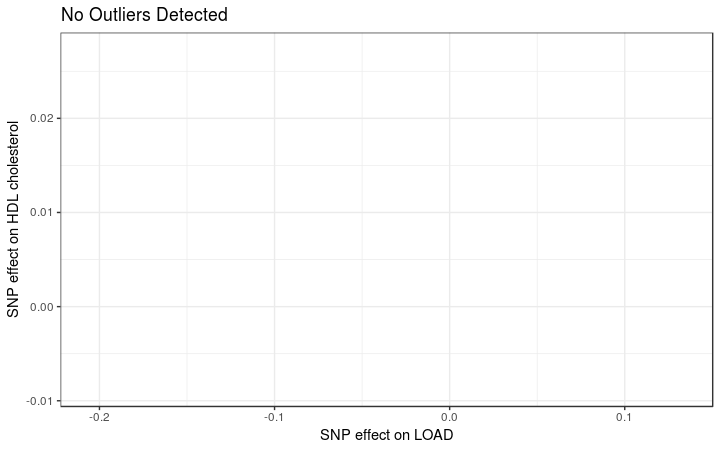 No Outliers Detected
SNP effect on HDL cholesterol
0.02
0.01
0.00
-0.01
-0.2 -0.1 0.0 0.1
SNP effect on LOAD